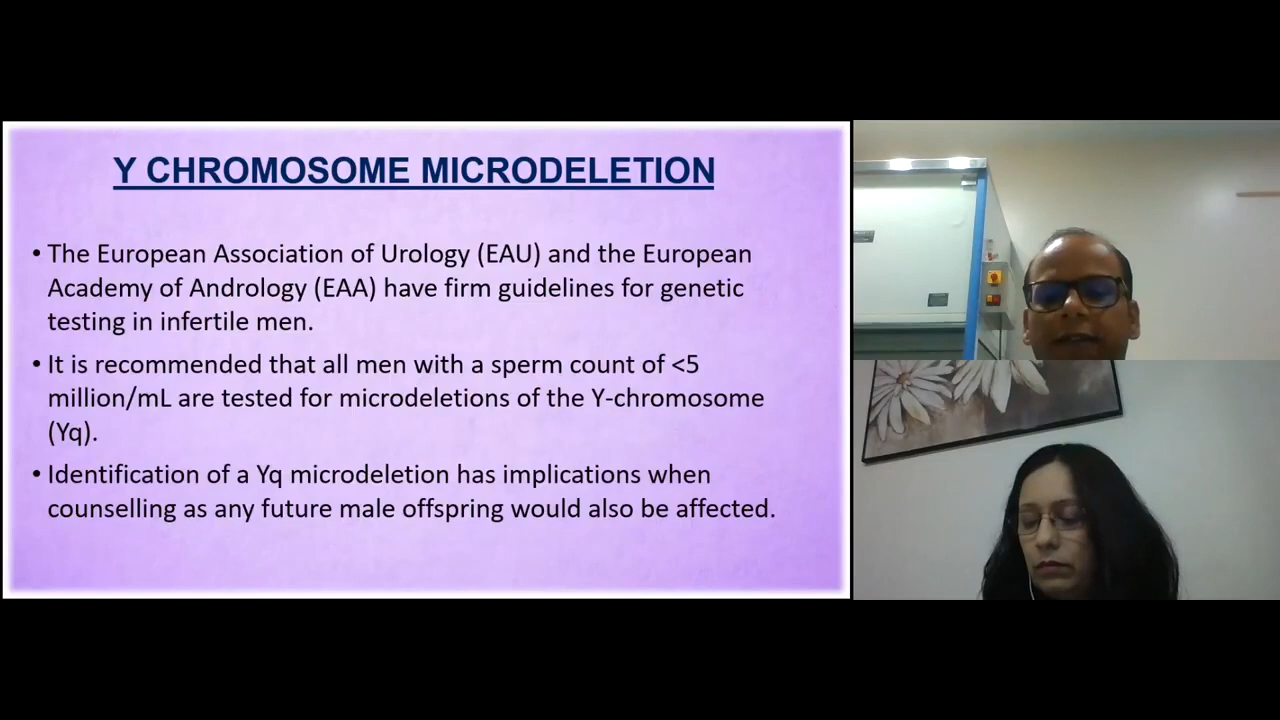 Y CHROMOSOME MICRODELETION
• The European Association of Urology (EAU) and the European
Academy of Andrology (EAA) have firm guidelines for genetic
testing in infertile men.
• It is recommended that all men with a sperm count of <5
million/mL are tested for microdeletions of the Y-chromosome
(Yq).
• Identification of a Yq microdeletion has implications when
counselling as any future male offspring would also be affected.